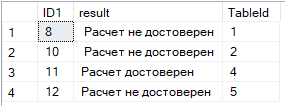 ID1 result TableId
1 8 Расчет не достоверен 1
2 10 Расчет не достоверен 2
3 11 Расчет достоверен 4
4 12 Расчет не достоверен 5